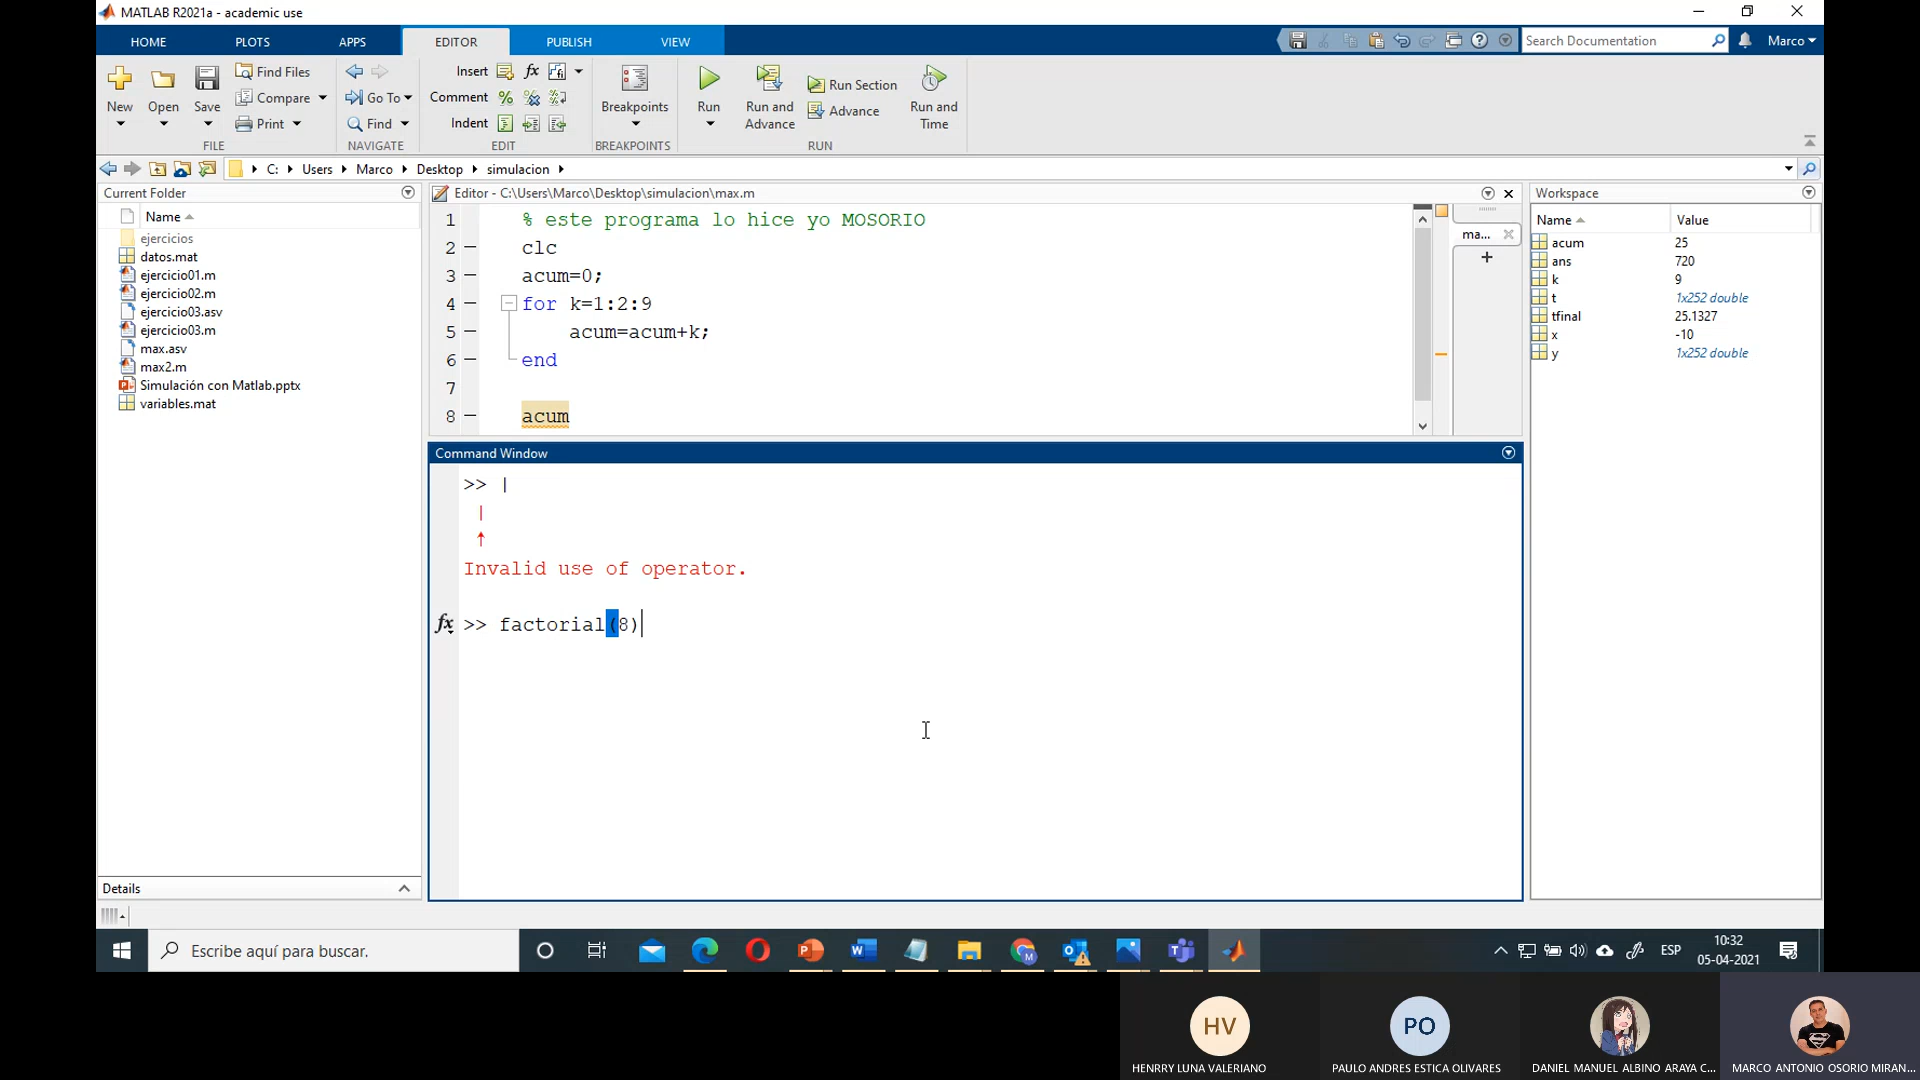 MATLAB R2021a - academic use
HOME
PLOTS
APPS
EDITOR
PUBLISH
VIEW
Search Documentation
Marco
New
Open
Save
Find Files
Compare
Print
FILE
Go To
Find
NAVIGATE
Insert
fx
Comment
Indent
EDIT
Breakpoints
BREAKPOINTS
Run
Run and
Advance
Run Section
Advance
Run and
Time
RUN
C:
Users
Marco
Desktop
simulacion
Current Folder
Name
ejercicios
datos.mat
ejercicio01.m
ejercicio02.m
ejercicio03.asv
ejercicio03.m
max.asv
max2.m
Simulación con Matlab.pptx
variables.mat
Details
Editor - C:\Users\Marco\Desktop\simulacion\max.m
ma...
1 % este programa lo hice yo MOSORIO
2 clc
3 acum=0;
4 for k=1:2:9
5 acum=acum+k;
6 end
7
8 acum
Command Window
>> |
|
Invalid use of operator.
fx >> factorial(8)
Workspace
Name Value
acum 25
ans 720
k 9
t 1x252 double
tfinal 25.1327
x -10
y 1x252 double
Escribe aquí para buscar.
ESP
10:32
05-04-2021
HV
HENRRY LUNA VALERIANO
PO
PAULO ANDRES ESTICA OLIVARES
DANIEL MANUEL ALBINO ARAYA C...
MARCO ANTONIO OSORIO MIRAN...